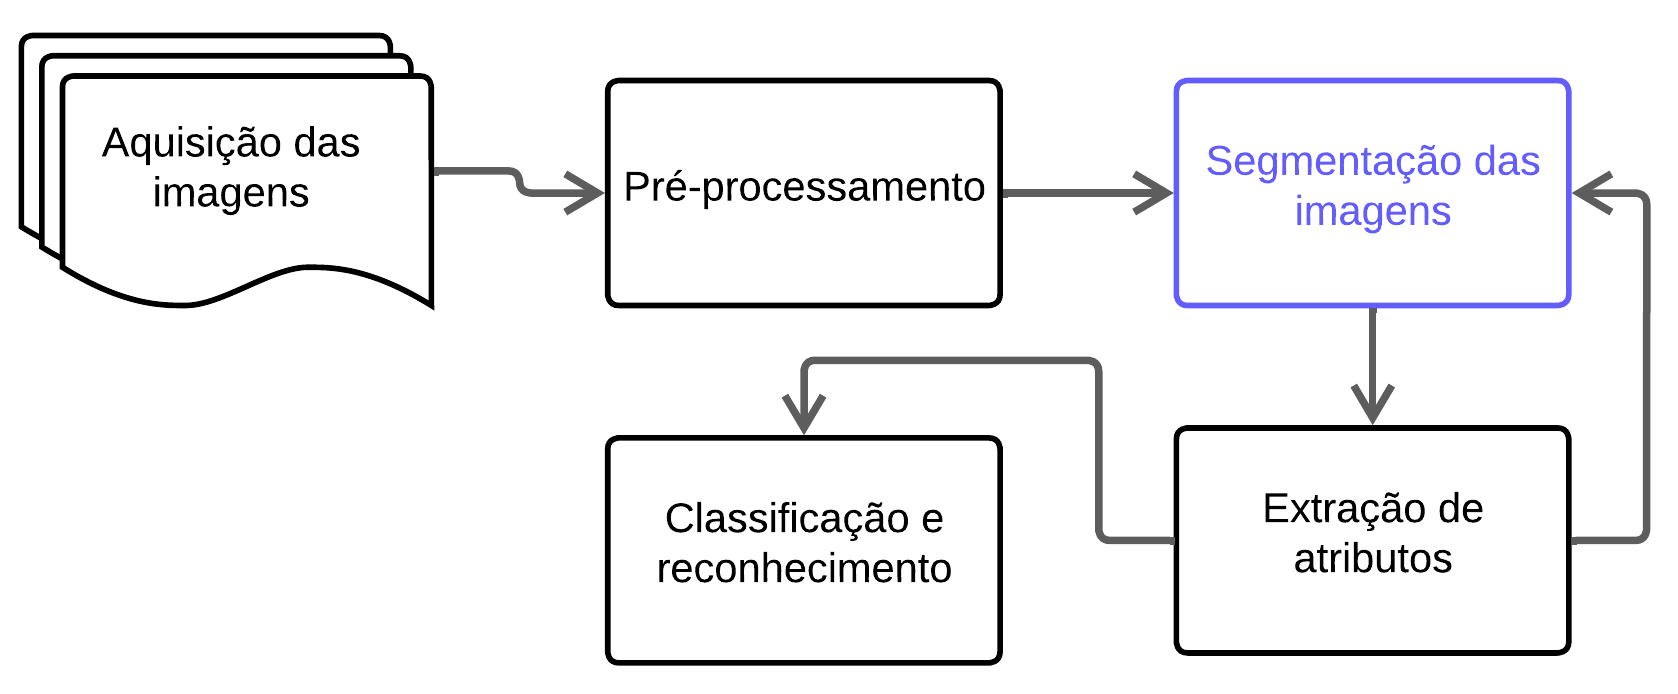 Aquisição das
imagens
Pré-processamento
Segmentação das
imagens
Classificação e
reconhecimento
Extração de
atributos